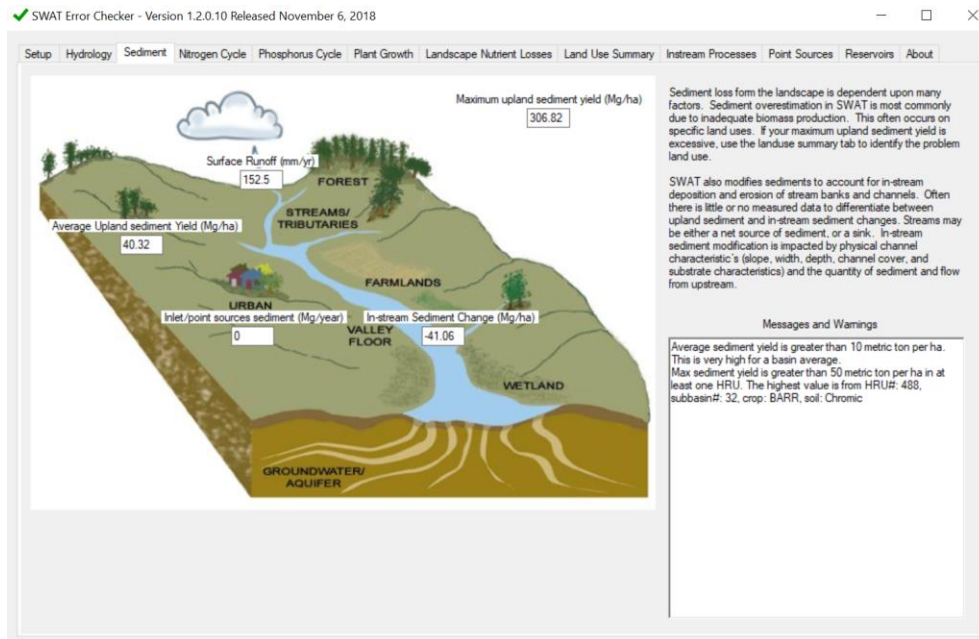 SWAT Error Checker - Version 1.2.0.10 Released November 6, 2018
Setup Hydrology Sediment Nitrogen Cycle Phosphorus Cycle Plant Growth Landscape Nutrient Losses Land Use Summary Instream Processes Point Sources Reservoirs About
Maximum upland sediment yield (Mg/ha)
306.82
Surface Runoff (mm/yr)
152.5
FOREST
STREAMS/
TRIBUTARIES
Average Upland sediment Yield (Mg/ha)
40.32
FARMLANDS
URBAN
Inlet/point sources sediment (Mg/year)
0
In-stream Sediment Change (Mg/ha)
-41.06
VALLEY
FLOOR
WETLAND
GROUNDWATER/
AQUIFER
Sediment loss form the landscape is dependent upon many
factors. Sediment overestimation in SWAT is most commonly
due to inadequate biomass production. This often occurs on
specific land uses. If your maximum upland sediment yield is
excessive, use the landuse summary tab to identify the problem
land use.
SWAT also modifies sediments to account for in-stream
deposition and erosion of stream banks and channels. Often
there is little or no measured data to differentiate between
upland sediment and in-stream sediment changes. Streams may
be either a net source of sediment, or a sink. In-stream
sediment modification is impacted by physical channel
characteristic´s (slope, width, depth, channel cover, and
substrate characteristics) and the quantity of sediment and flow
from upstream.
Messages and Warnings
Average sediment yield is greater than 10 metric ton per ha.
This is very high for a basin average.
Max sediment yield is greater than 50 metric ton per ha in at
least one HRU. The highest value is from HRU#: 488,
subbasin#: 32, crop: BARR, soil: Chromic